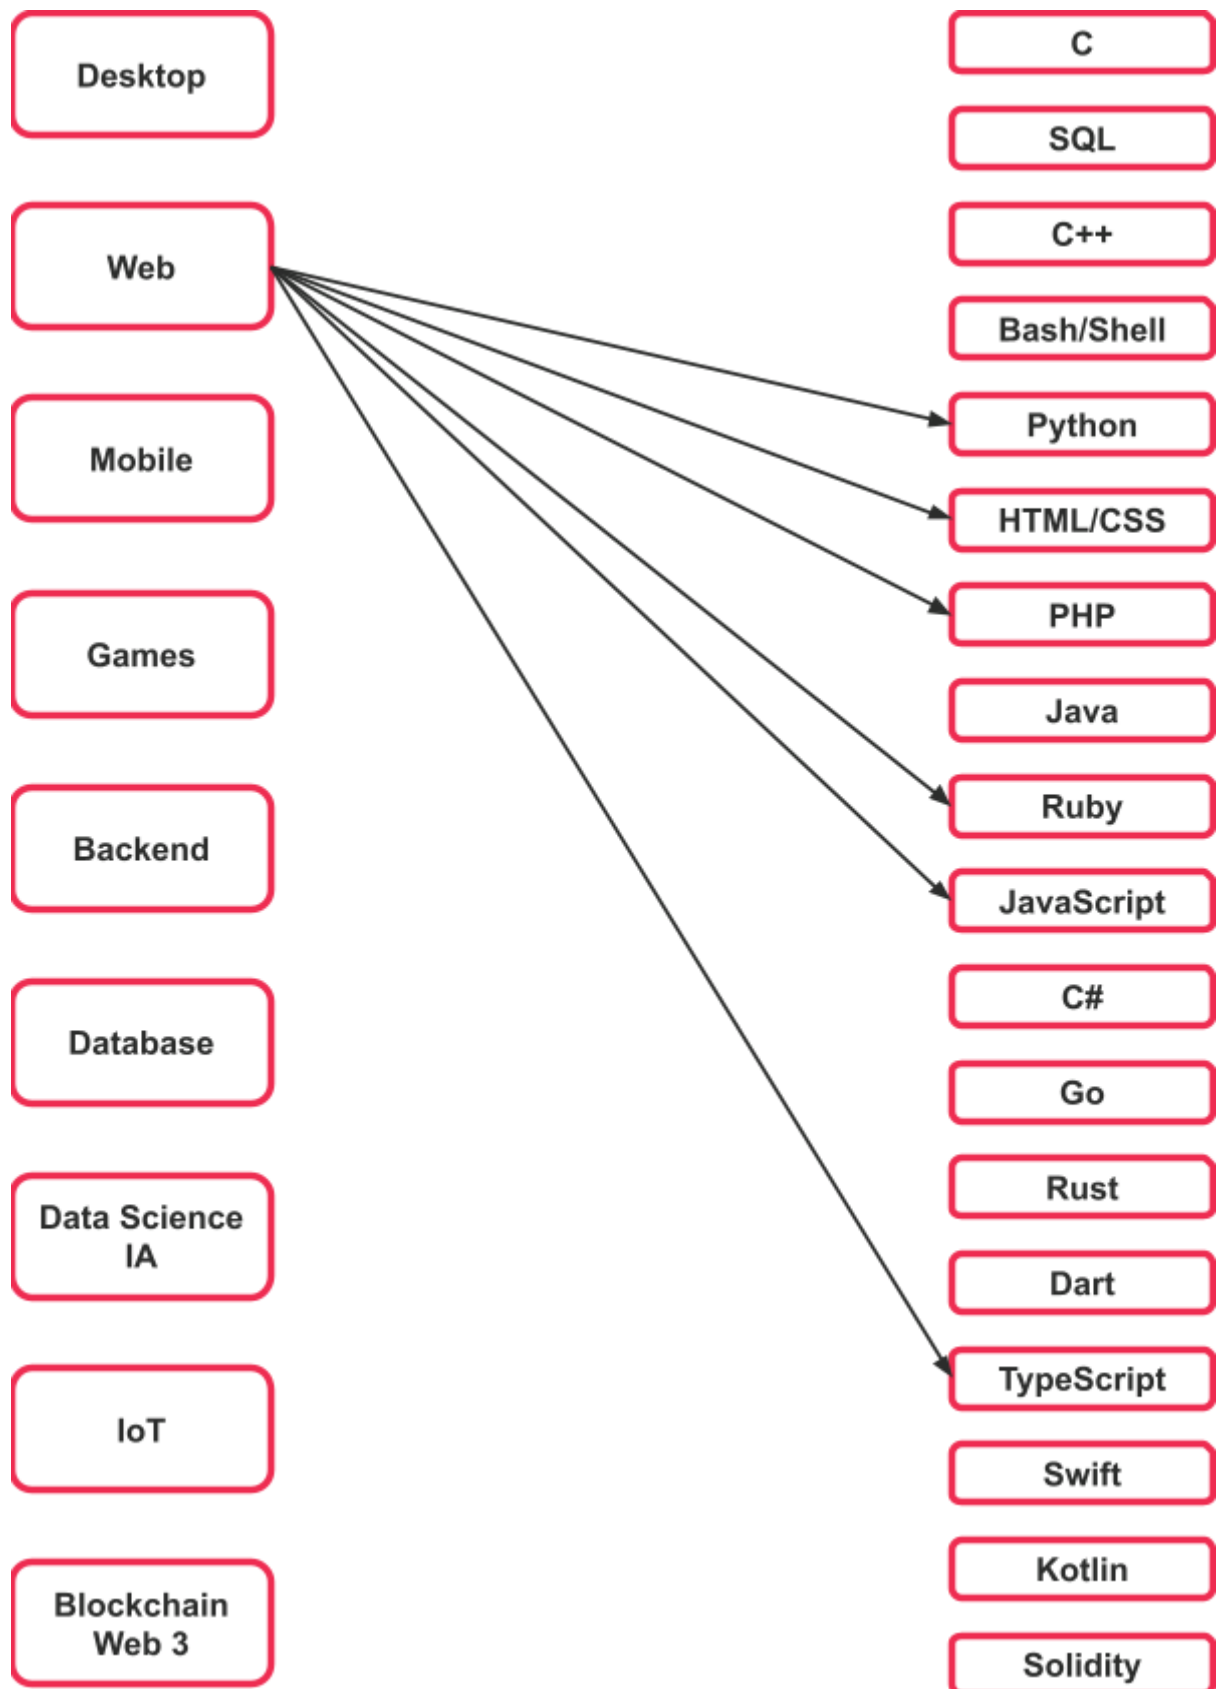 Desktop
Web
Mobile
Games
Backend
Database
Data Science
IA
IoT
Blockchain
Web 3
C
SQL
C++
Bash/Shell
Python
HTML/CSS
PHP
Java
Ruby
JavaScript
C#
Go
Rust
Dart
TypeScript
Swift
Kotlin
Solidity